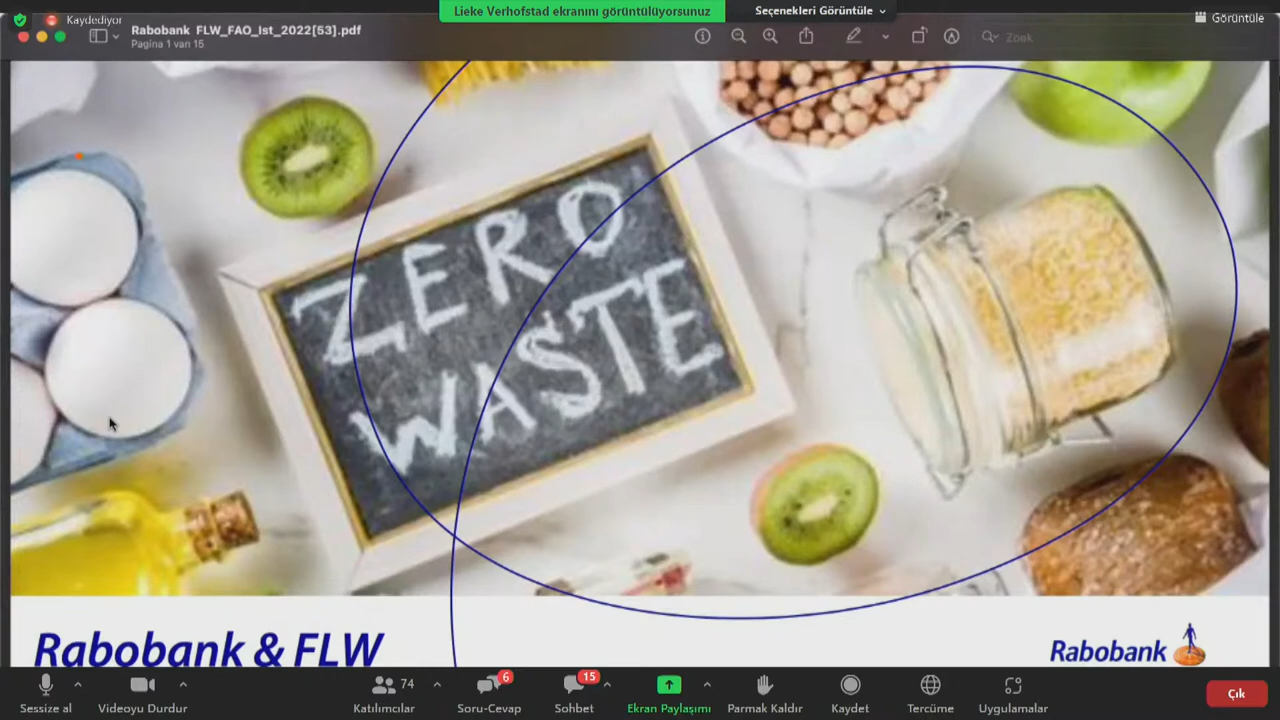 Kaydediyor
Lieke Verhofstad ekranını görüntülüyorsunuz
Seçenekleri Görüntüle
Görüntüle
Rabobank FLW_FAO_Ist_2022[53].pdf
Pagina 1 van 15
Zoek
ZERO
WASTE
Rabobank & FLW
Rabobank
Sessize al
Videoyu Durdur
74
Katılımcılar
6
Soru-Cevap
15
Sohbet
Ekran Paylaşımı
Parmak Kaldır
Kaydet
Tercüme
Uygulamalar
Çık